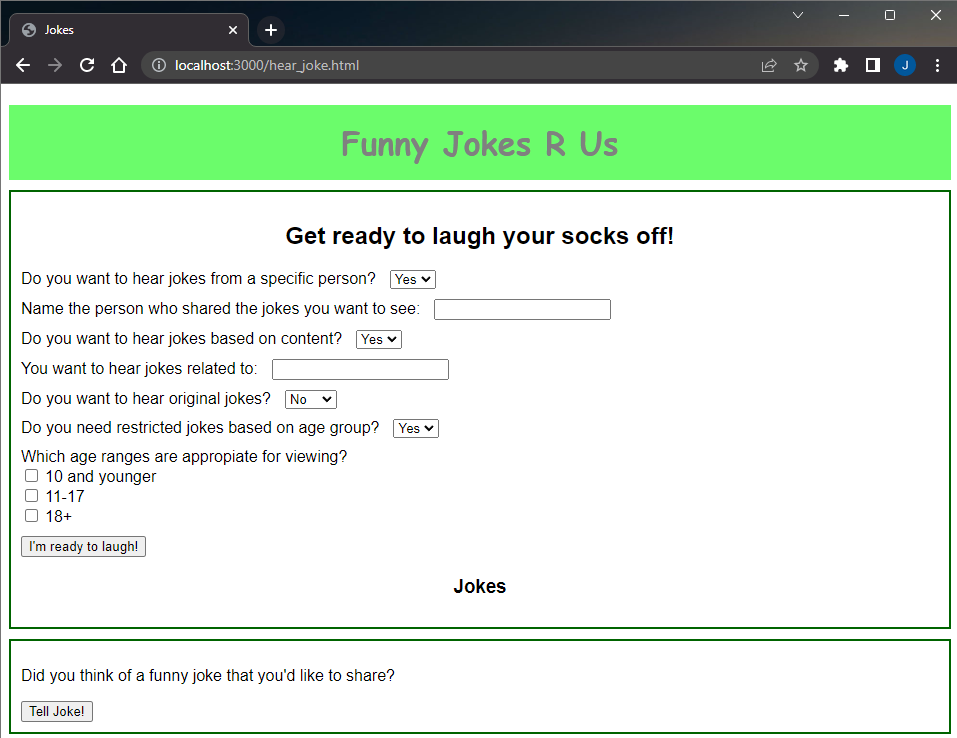 Jokes
localhost:3000/hear_joke.html
J
Funny Jokes R Us
Get ready to laugh your socks off!
Do you want to hear jokes from a specific person? Yes
Name the person who shared the jokes you want to see:
Do you want to hear jokes based on content? Yes
You want to hear jokes related to:
Do you want to hear original jokes? No
Do you need restricted jokes based on age group? Yes
Which age ranges are appropiate for viewing?
10 and younger
11-17
18+
I'm ready to laugh!
Jokes
Did you think of a funny joke that you'd like to share?
Tell Joke!